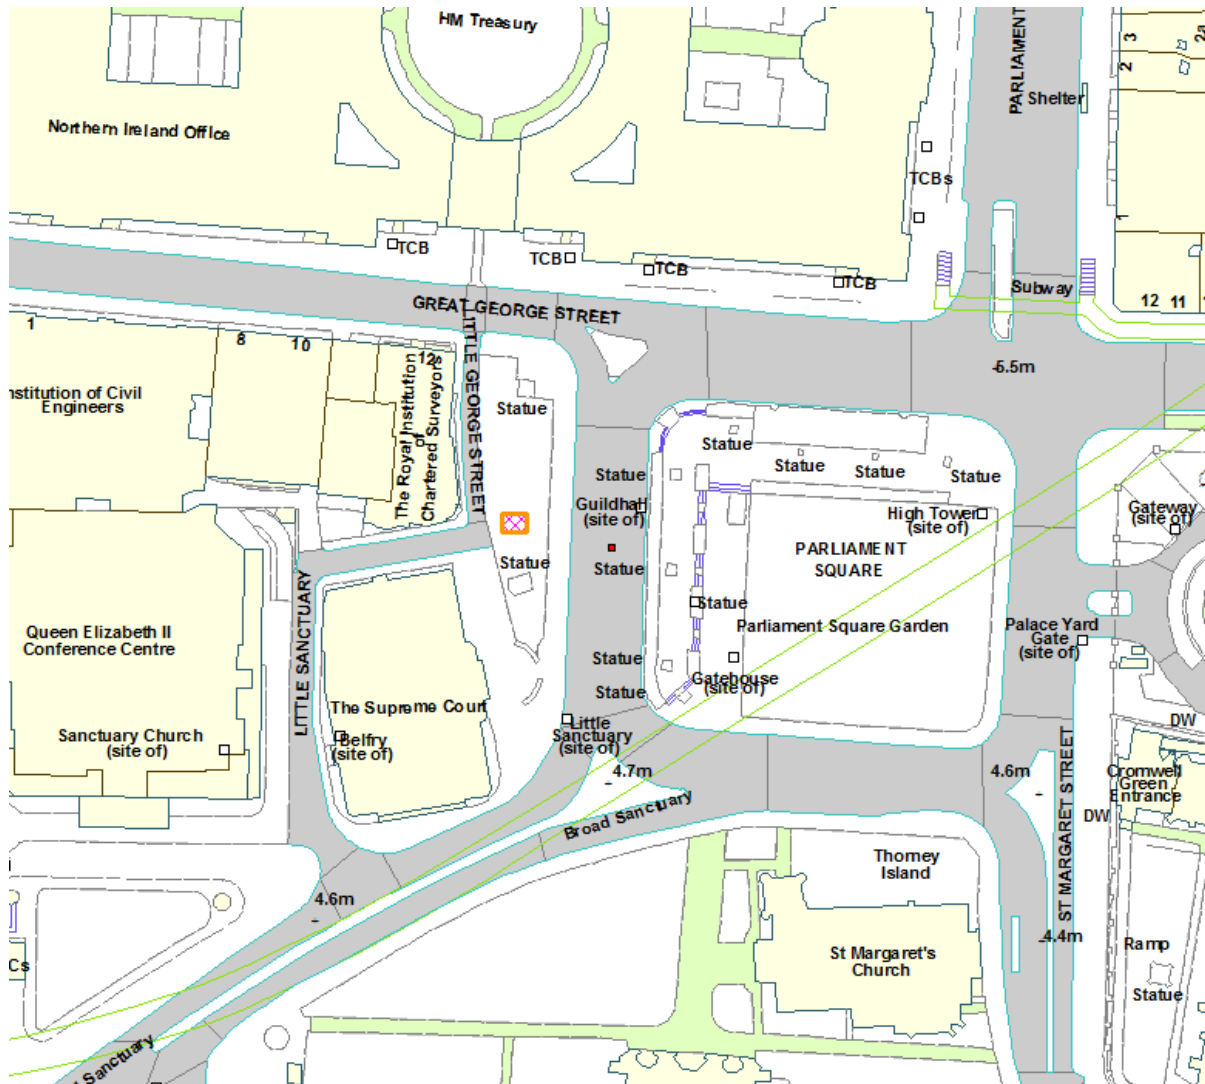 HM Treasury
PARLIAMENT
3
2a
2
Shelter
Northern Ireland Office
TCBs
1
TCB
TCB
TCB
TCB
Subway
12
11
GREAT GEORGE STREET
LITTLE GEORGE STREET
1
8
10
12
5.5m
nstitution of Civil
Engineers
The Royal Institution
of
Chartered Surveyors
Statue
Statue
Statue
Statue
Statue
Statue
Guildhall
(site of)
High Tower
(site of)
Gateway
(site of)
PARLIAMENT
SQUARE
Statue
Statue
Statue
LITTLE SANCTUARY
Queen Elizabeth II
Conference Centre
Parliament Square Garden
Palace Yard
Gate
(site of)
Statue
Gatehouse
(site of)
Statue
The Supreme Court
Sanctuary Church
(site of)
Belfry
(site of)
Little
Sanctuary
(site of)
DW
4.7m
4.6m
Cromwell
Green
Entrance
ST MARGARET STREET
Broad Sanctuary
DW
Thorney
Island
4.6m
4.4m
St Margaret's
Church
Ramp
Cs
Statue
Sanctuary